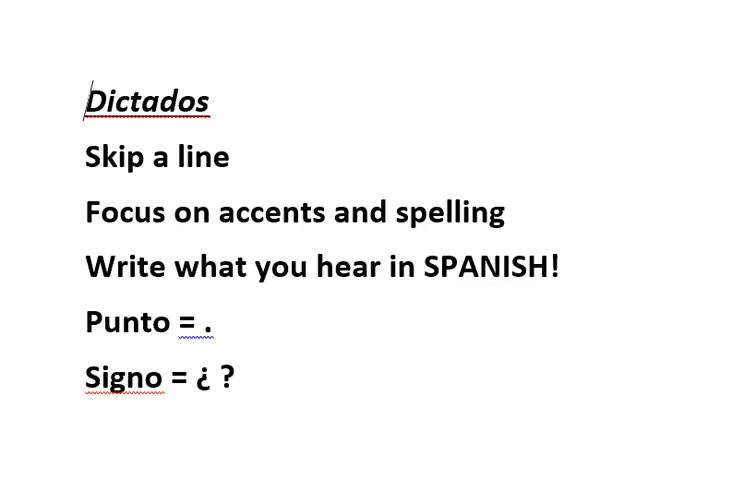 Dictados
Skip a line
Focus on accents and spelling
Write what you hear in SPANISH!
Punto = .
Signo = ¿ ?